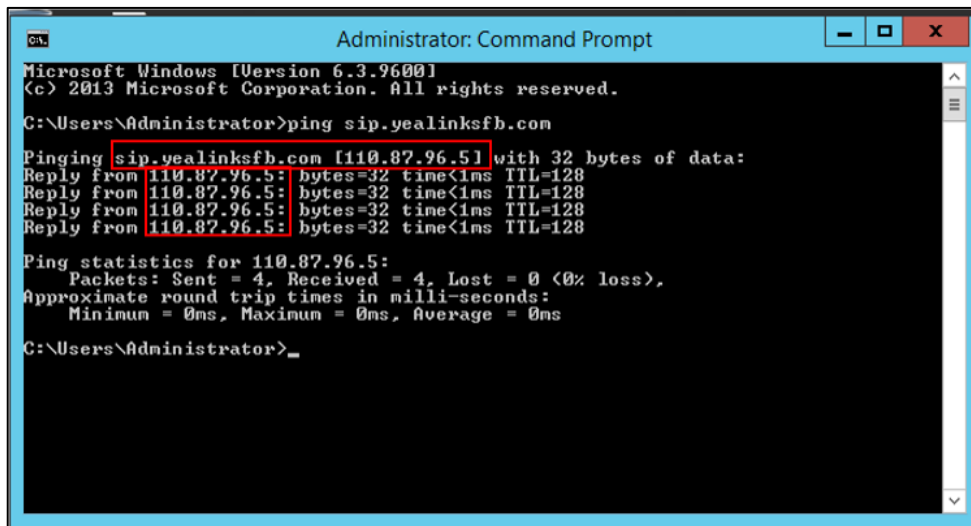 Administrator: Command Prompt
Microsoft Windows [Version 6.3.9600]
(c) 2013 Microsoft Corporation. All rights reserved.
C:\Users\Administrator>ping sip.yealinksfb.com
Pinging sip.yealinksfb.com [110.87.96.5] with 32 bytes of data:
Reply from 110.87.96.5: bytes=32 time<1ms TTL=128
Reply from 110.87.96.5: bytes=32 time<1ms TTL=128
Reply from 110.87.96.5: bytes=32 time<1ms TTL=128
Reply from 110.87.96.5: bytes=32 time<1ms TTL=128
Ping statistics for 110.87.96.5:
Packets: Sent = 4, Received = 4, Lost = 0 (0% loss),
Approximate round trip times in milli-seconds:
Minimum = 0ms, Maximum = 0ms, Average = 0ms
C:\Users\Administrator>_